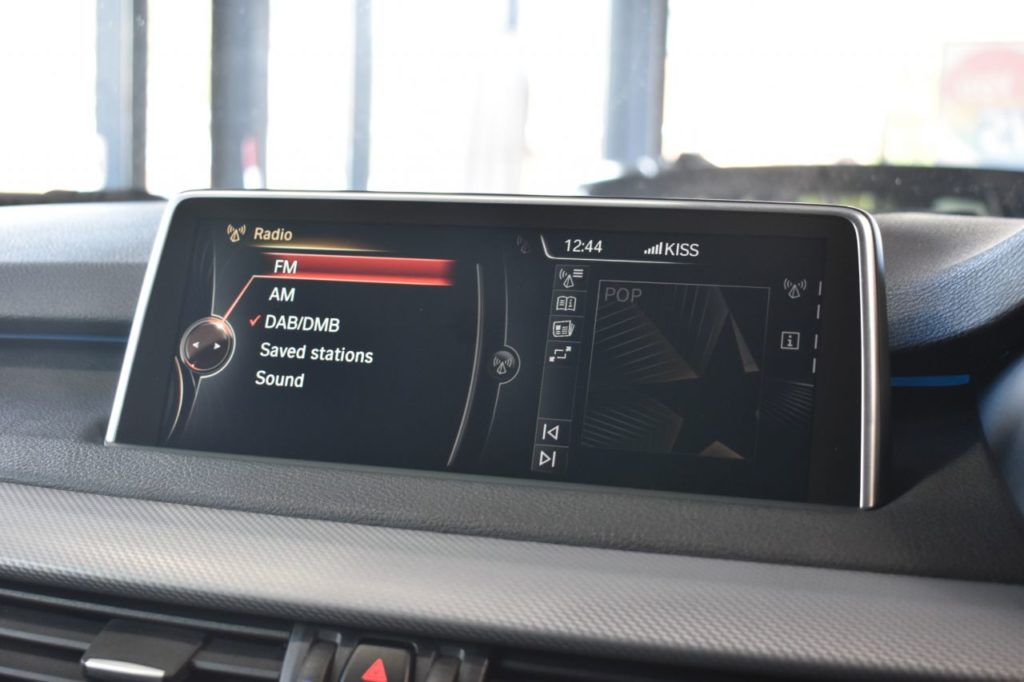 Radio
FM
AM
DAB/DMB
Saved stations
Sound
12:44
KISS
POP